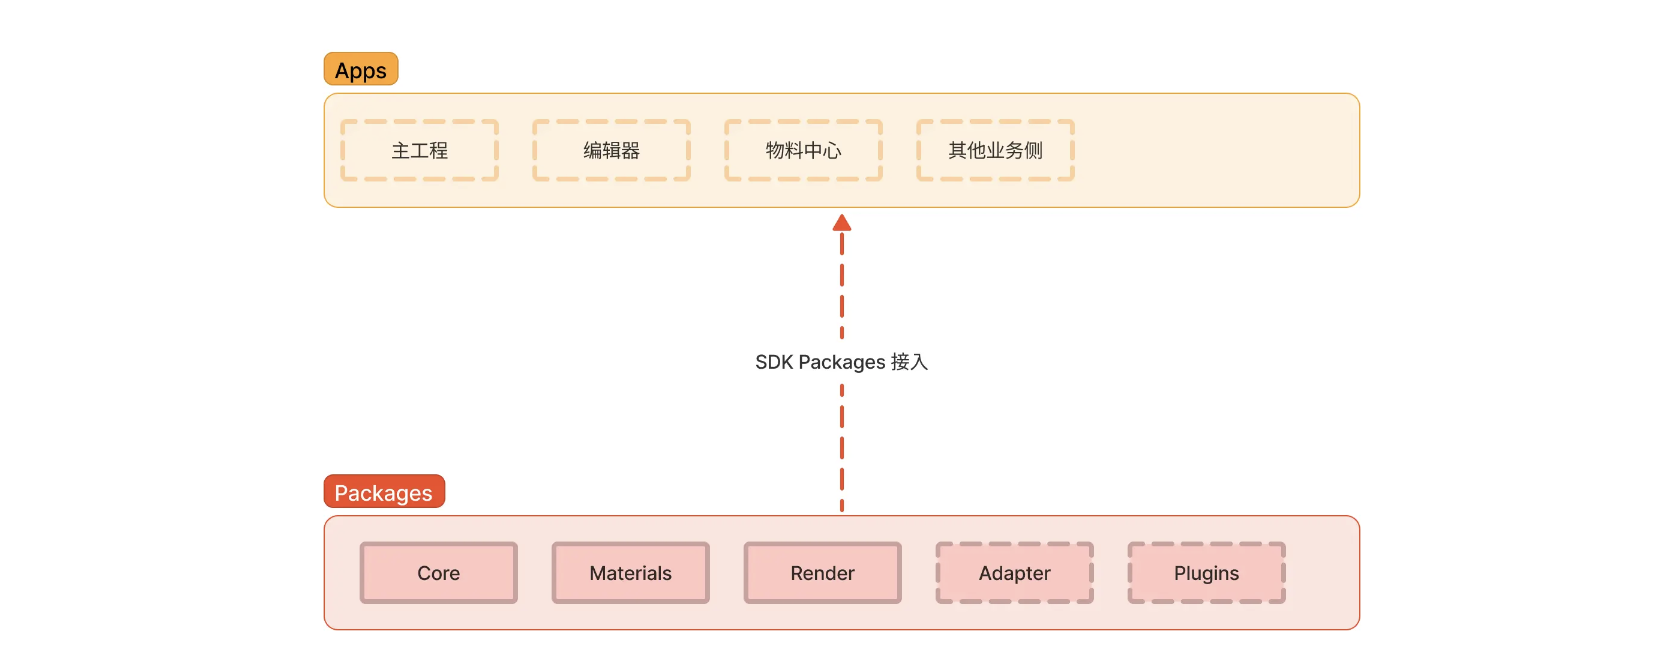 Apps
主工程
编辑器
物料中心
其他业务侧
SDK Packages 接入
Packages
Core
Materials
Render
Adapter
Plugins